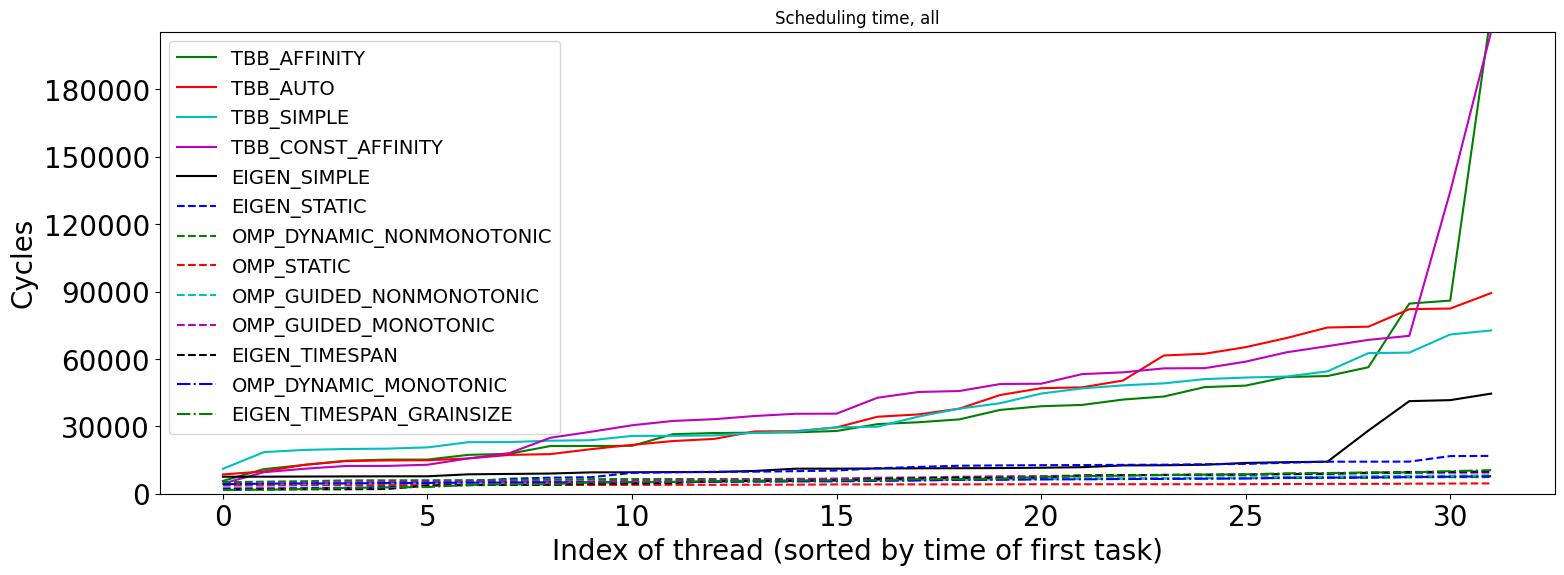 Scheduling time, all
Cycles
180000
150000
120000
90000
60000
30000
0
TBB_AFFINITY
TBB_AUTO
TBB_SIMPLE
TBB_CONST_AFFINITY
EIGEN_SIMPLE
EIGEN_STATIC
OMP_DYNAMIC_NONMONOTONIC
OMP_STATIC
OMP_GUIDED_NONMONOTONIC
OMP_GUIDED_MONOTONIC
EIGEN_TIMESPAN
OMP_DYNAMIC_MONOTONIC
EIGEN_TIMESPAN_GRAINSIZE
0 5 10 15 20 25 30
Index of thread (sorted by time of first task)